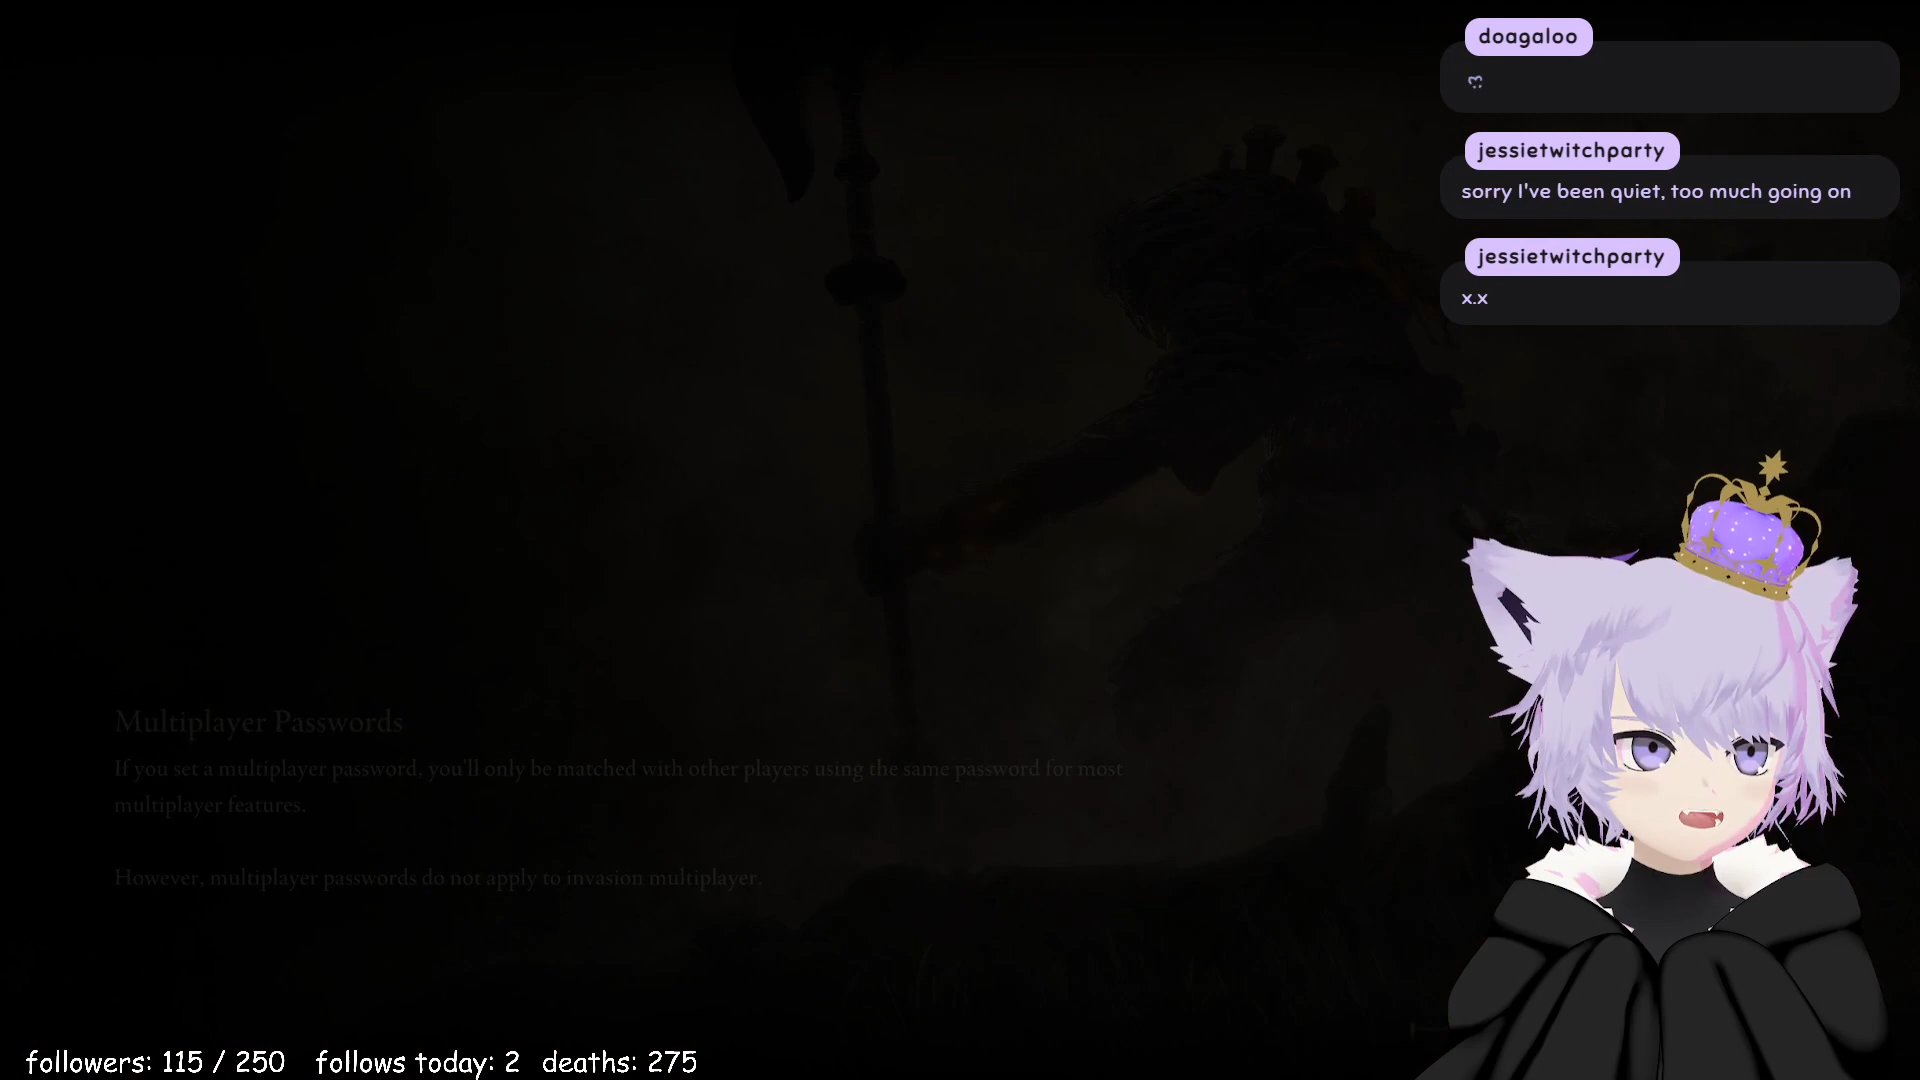 doagaloo
jessietwitchparty
sorry I've been quiet, too much going on
jessietwitchparty
x.x
Multiplayer Passwords
If you set a multiplayer password, you'll only be matched with other players using the same password for most
multiplayer features.
However, multiplayer passwords do not apply to invasion multiplayer.
followers: 115 / 250 follows today: 2 deaths: 275